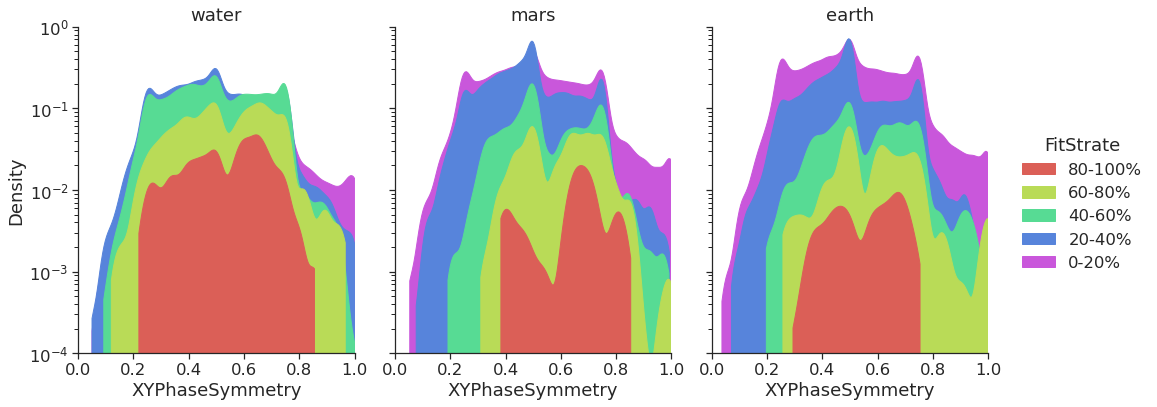 water
mars
earth
Density
10^0
10^-1
10^-2
10^-3
10^-4
0.0 0.2 0.4 0.6 0.8 1.0
0.0 0.2 0.4 0.6 0.8 1.0
0.0 0.2 0.4 0.6 0.8 1.0
XYPhaseSymmetry
XYPhaseSymmetry
XYPhaseSymmetry
FitStrate
80-100%
60-80%
40-60%
20-40%
0-20%